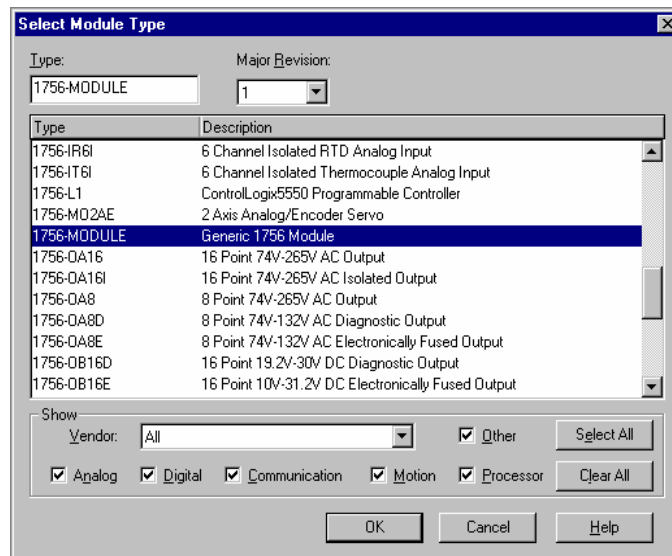 Select Module Type
Type:
Major Revision:
1756-MODULE
1
Type Description
1756-IR6I 6 Channel Isolated RTD Analog Input
1756-IT6I 6 Channel Isolated Thermocouple Analog Input
1756-L1 ControlLogix5550 Programmable Controller
1756-MO2AE 2 Axis Analog/Encoder Servo
1756-MODULE Generic 1756 Module
1756-OA16 16 Point 74V-265V AC Output
1756-OA16I 16 Point 74V-265V AC Isolated Output
1756-OA8 8 Point 74V-265V AC Output
1756-OA8D 8 Point 74V-132V AC Diagnostic Output
1756-OA8E 8 Point 74V-132V AC Electronically Fused Output
1756-OB16D 16 Point 19.2V-30V DC Diagnostic Output
1756-OB16E 16 Point 10V-31.2V DC Electronically Fused Output
Show
Vendor: All Other Select All
Analog Digital Communication Motion Processor Clear All
OK Cancel Help